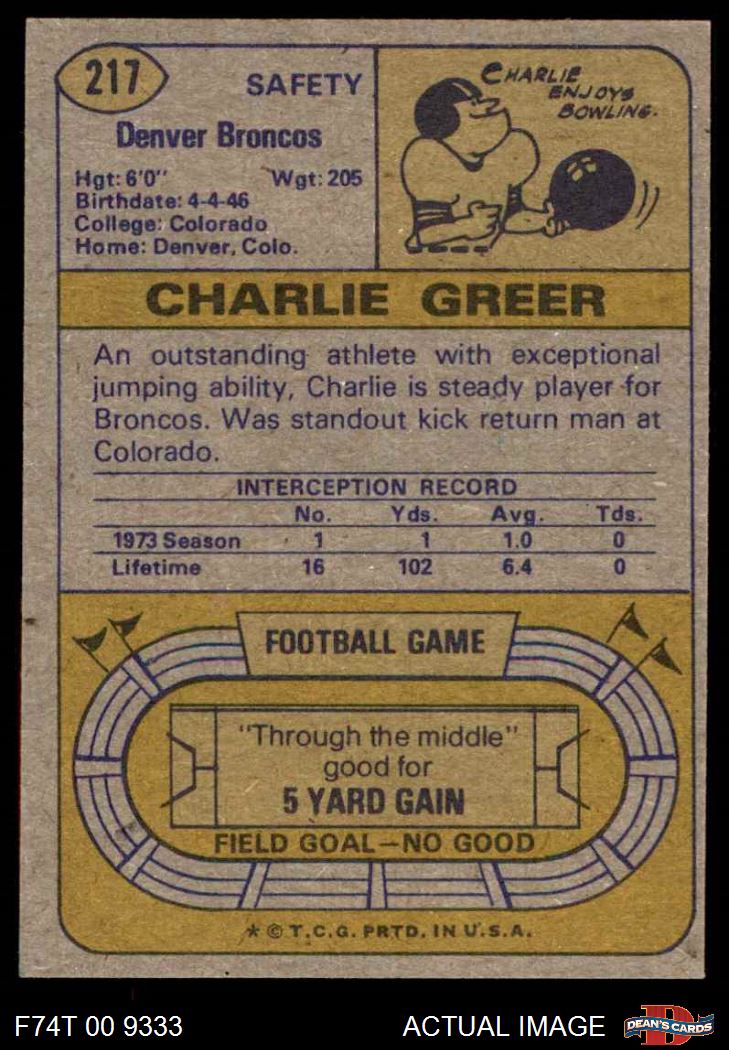 217
SAFETY
Denver Broncos
Hgt: 6'0" Wgt: 205
Birthdate: 4-4-46
College: Colorado
Home: Denver, Colo.
CHARLIE
ENJOYS
BOWLING.
CHARLIE GREER
An outstanding athlete with exceptional
jumping ability, Charlie is steady player for
Broncos. Was standout kick return man at
Colorado.
INTERCEPTION RECORD
No. Yds. Avg. Tds.
1973 Season 1 1 1.0 0
Lifetime 16 102 6.4 0
FOOTBALL GAME
"Through the middle"
good for
5 YARD GAIN
FIELD GOAL—NO GOOD
* © T.C.G. PRTD. IN U.S.A.
F74T 00 9333 ACTUAL IMAGE
D
DEAN'S CARDS